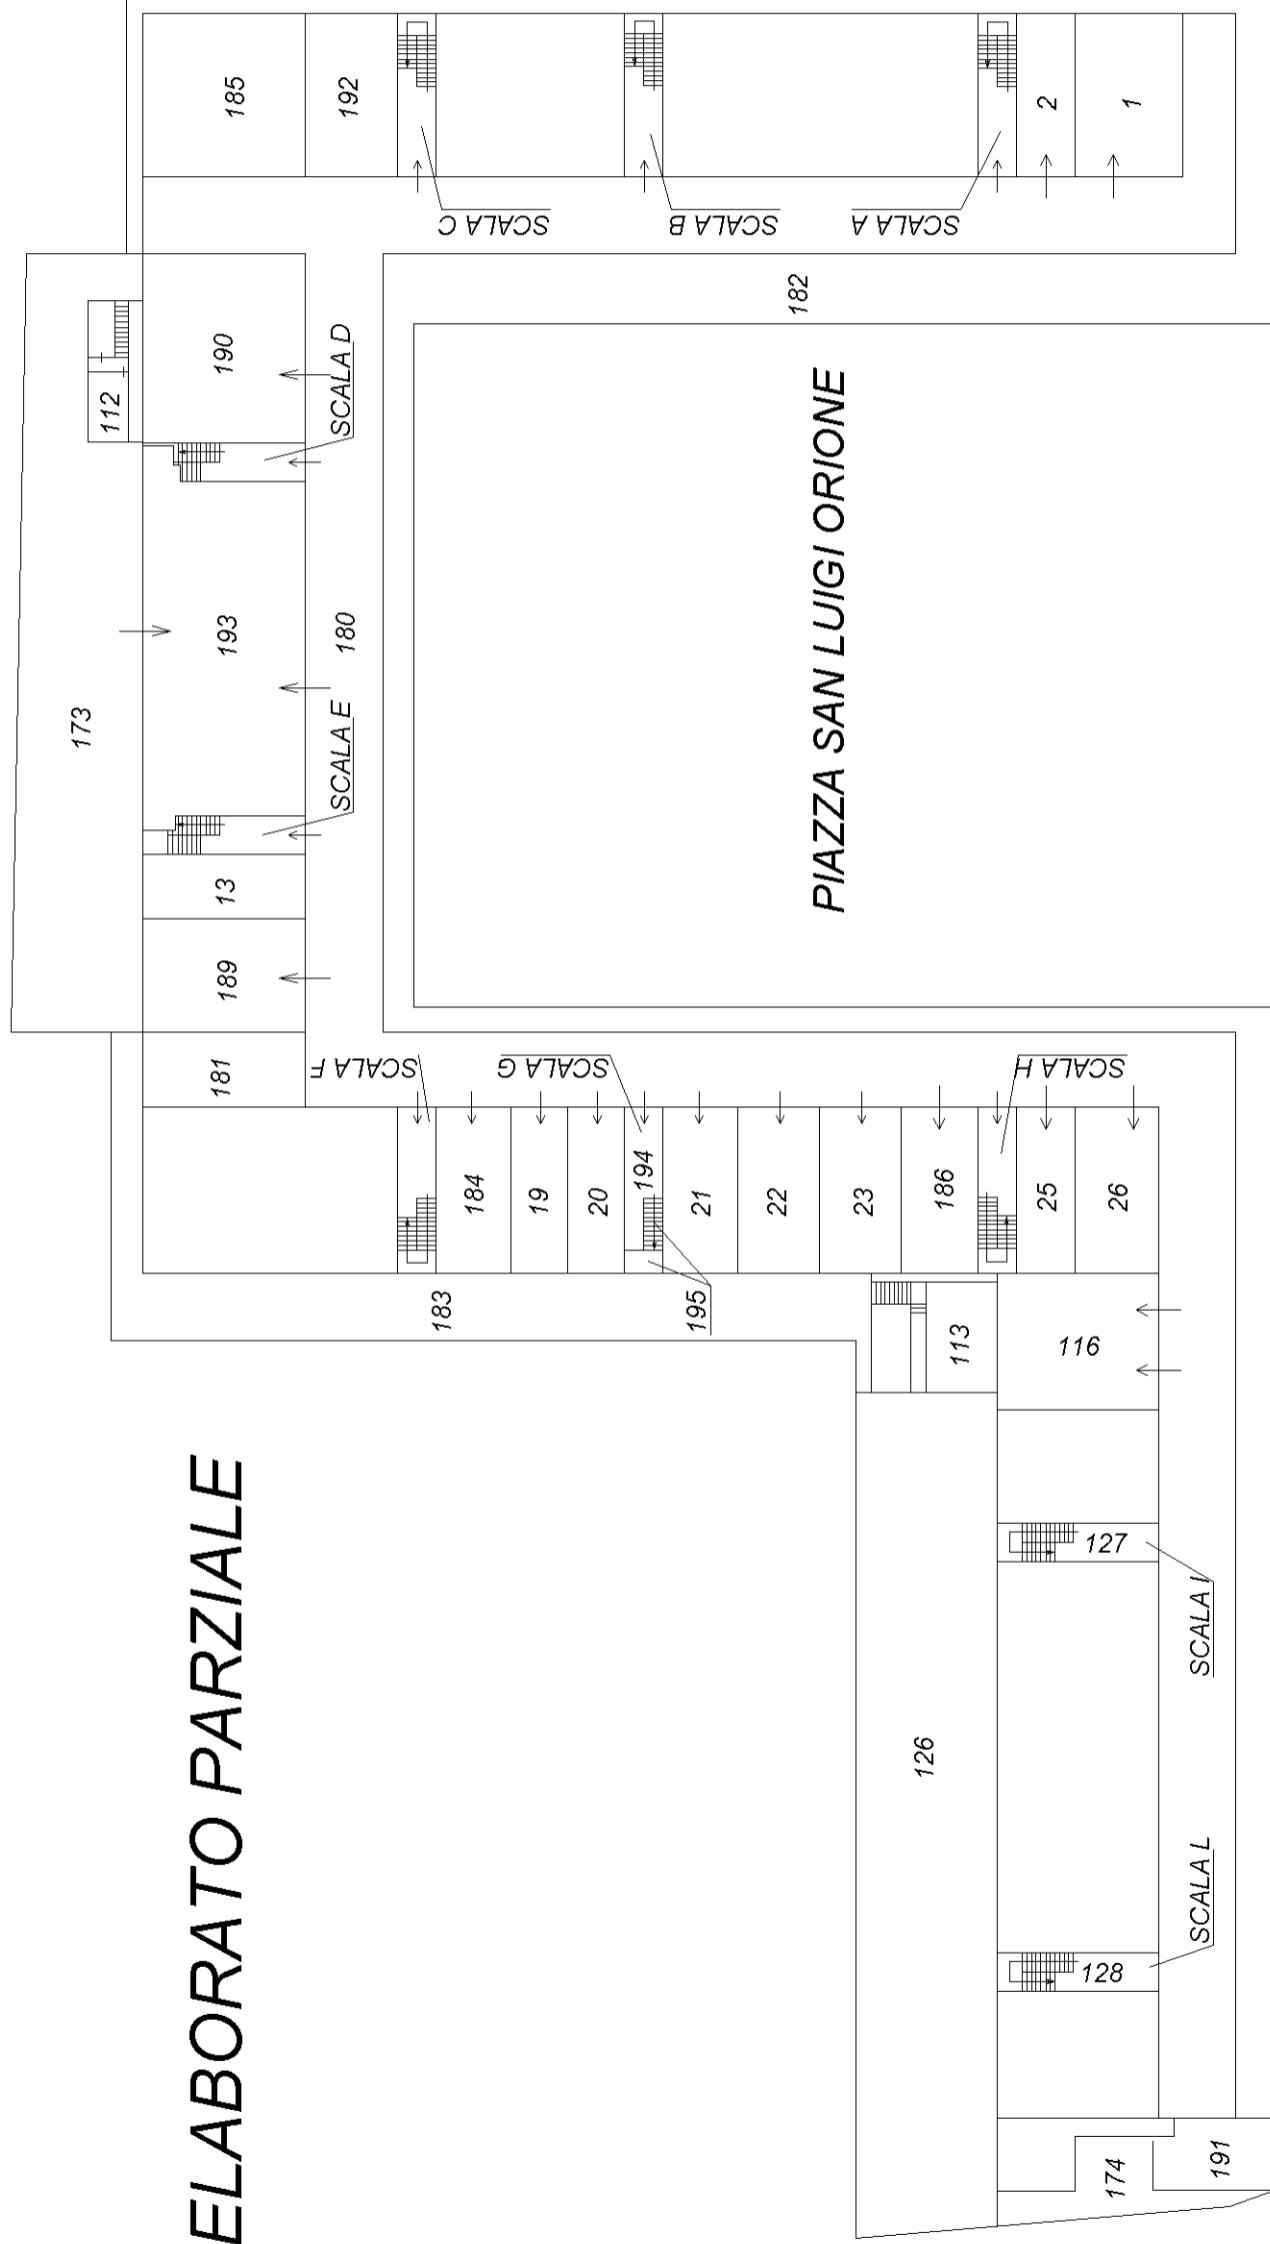 ELABORATO PARZIALE
PIAZZA SAN LUIGI ORIONE
185
192
2
1
SCALA C
SCALA B
SCALA A
182
112
190
SCALA D
173
193
180
SCALA E
13
189
181
SCALA F
SCALA G
SCALA H
184
19
20
194
21
22
23
186
25
26
183
195
113
116
127
SCALA I
126
128
SCALA L
174
191